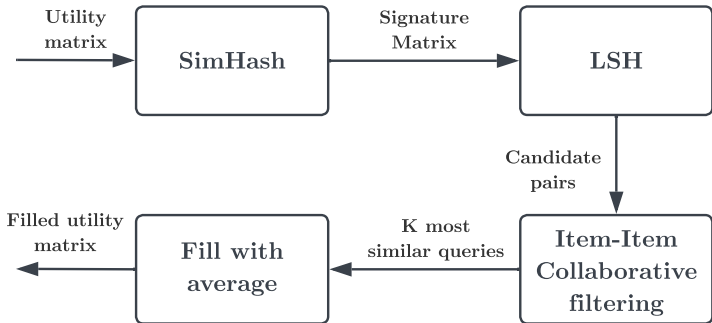 Utility
matrix
SimHash
Signature
Matrix
LSH
Candidate
pairs
Item-Item
Collaborative
filtering
K most
similar queries
Fill with
average
Filled utility
matrix